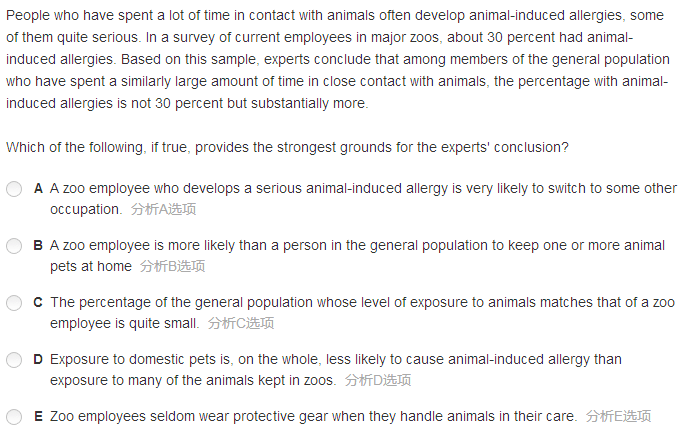 People who have spent a lot of time in contact with animals often develop animal-induced allergies, some
of them quite serious. In a survey of current employees in major zoos, about 30 percent had animal-
induced allergies. Based on this sample, experts conclude that among members of the general population
who have spent a similarly large amount of time in close contact with animals, the percentage with animal-
induced allergies is not 30 percent but substantially more.
Which of the following, if true, provides the strongest grounds for the experts' conclusion?
A A zoo employee who develops a serious animal-induced allergy is very likely to switch to some other
occupation. 分析A选项
B A zoo employee is more likely than a person in the general population to keep one or more animal
pets at home 分析B选项
C The percentage of the general population whose level of exposure to animals matches that of a zoo
employee is quite small. 分析C选项
D Exposure to domestic pets is, on the whole, less likely to cause animal-induced allergy than
exposure to many of the animals kept in zoos. 分析D选项
E Zoo employees seldom wear protective gear when they handle animals in their care. 分析E选项